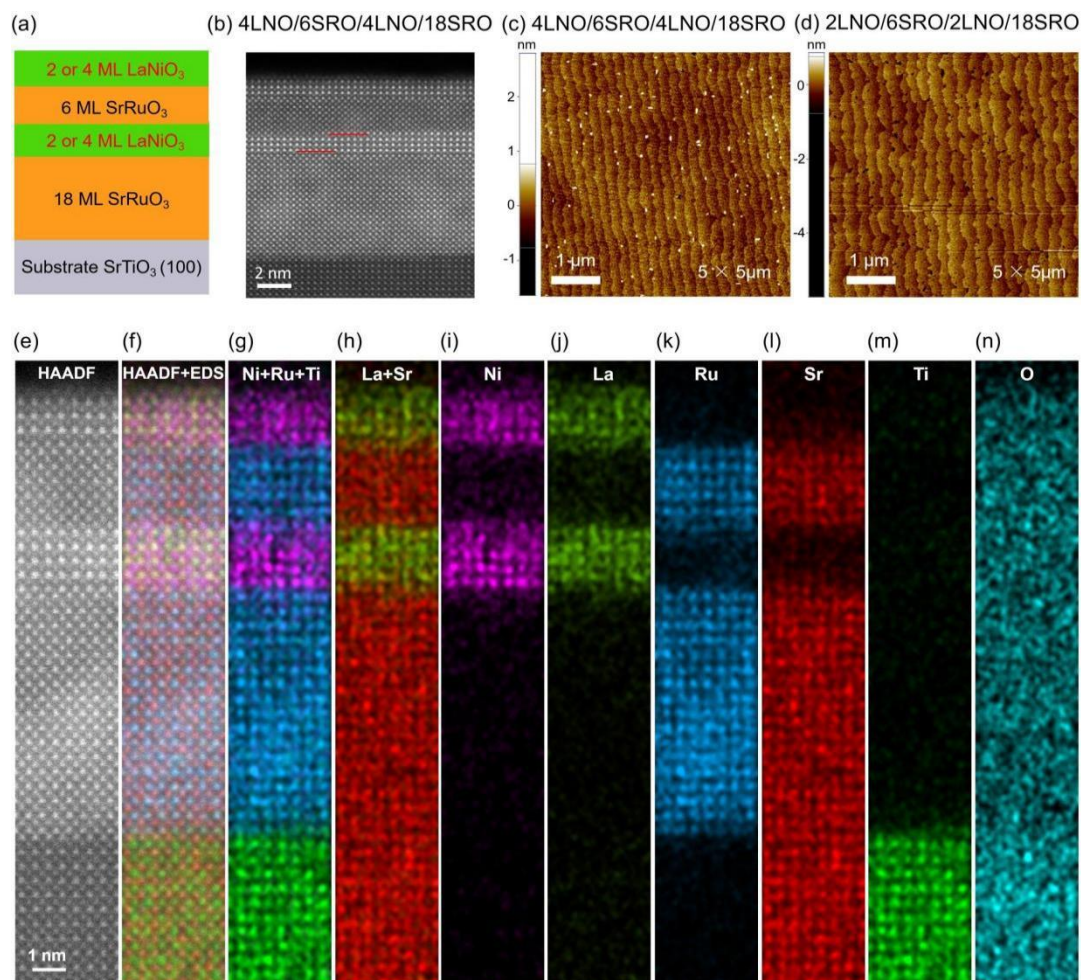 (a)
(b) 4LNO/6SRO/4LNO/18SRO
(c) 4LNO/6SRO/4LNO/18SRO
(d) 2LNO/6SRO/2LNO/18SRO
2 or 4 ML LaNiO₃
6 ML SrRuO₃
2 or 4 ML LaNiO₃
18 ML SrRuO₃
Substrate SrTiO₃ (100)
2 nm
nm
2
1
0
-1
1 μm
5 × 5μm
nm
0
-2
-4
1 μm
5 × 5μm
(e)
(f)
(g)
(h)
(i)
(j)
(k)
(l)
(m)
(n)
HAADF
HAADF+EDS
Ni+Ru+Ti
La+Sr
Ni
La
Ru
Sr
Ti
O
1 nm